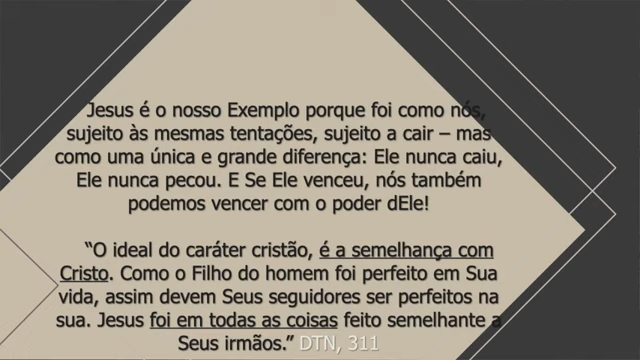 Jesus é o nosso Exemplo porque foi como nós,
sujeito às mesmas tentações, sujeito a cair – mas
como uma única e grande diferença: Ele nunca caiu,
Ele nunca pecou. E Se Ele venceu, nós também
podemos vencer com o poder dEle!
“O ideal do caráter cristão, é a semelhança com
Cristo. Como o Filho do homem foi perfeito em Sua
vida, assim devem Seus seguidores ser perfeitos na
sua. Jesus foi em todas as coisas feito semelhante a
Seus irmãos.” DTN, 311